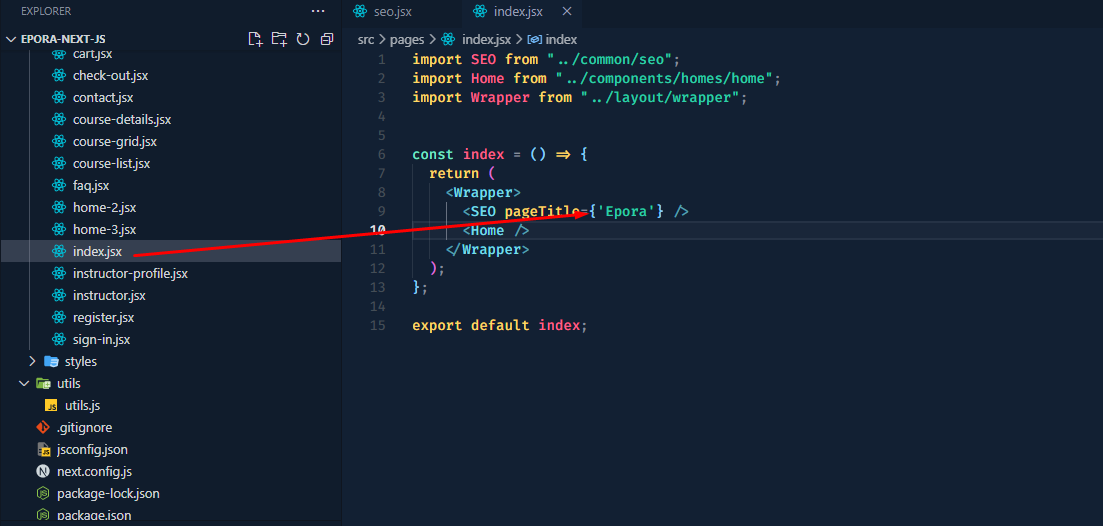 EXPLORER
EPORA-NEXT-JS
cart.jsx
check-out.jsx
contact.jsx
course-details.jsx
course-grid.jsx
course-list.jsx
faq.jsx
home-2.jsx
home-3.jsx
index.jsx
instructor-profile.jsx
instructor.jsx
register.jsx
sign-in.jsx
styles
utils
JS utils.js
.gitignore
jsconfig.json
next.config.js
package-lock.json
package.json
seo.jsx
index.jsx
src > pages > index.jsx > index
1 import SEO from "../common/seo";
2 import Home from "../components/homes/home";
3 import Wrapper from "../layout/wrapper";
4
5
6 const index = () => {
7 return (
8 <Wrapper>
9 <SEO pageTitle={'Epora'} />
10 <Home />
11 </Wrapper>
12 );
13 };
14
15 export default index;